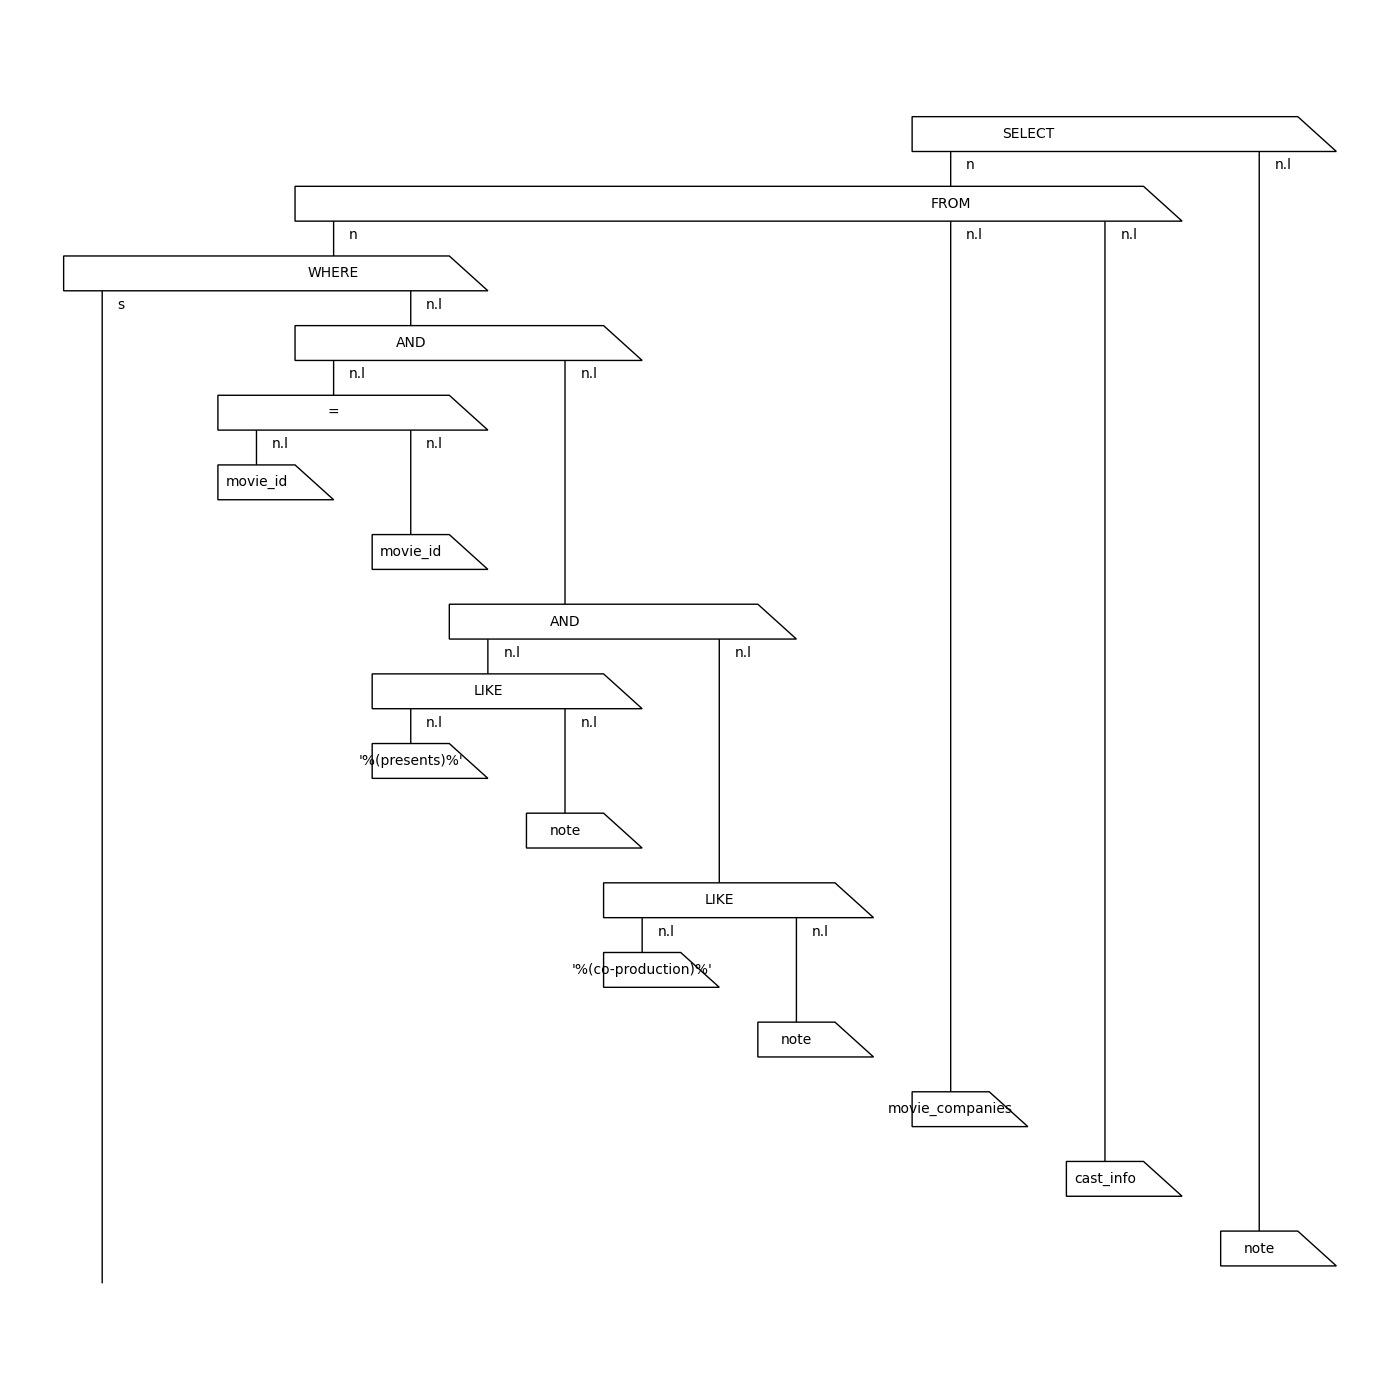 SELECT
n n.l
FROM
n n.l n.l
WHERE
s n.l
AND
n.l n.l
=
n.l n.l
movie_id
movie_id
AND
n.l n.l
LIKE
n.l n.l
'%(presents)%'
note
LIKE
n.l n.l
'%(co-production)%'
note
movie_companies
cast_info
note